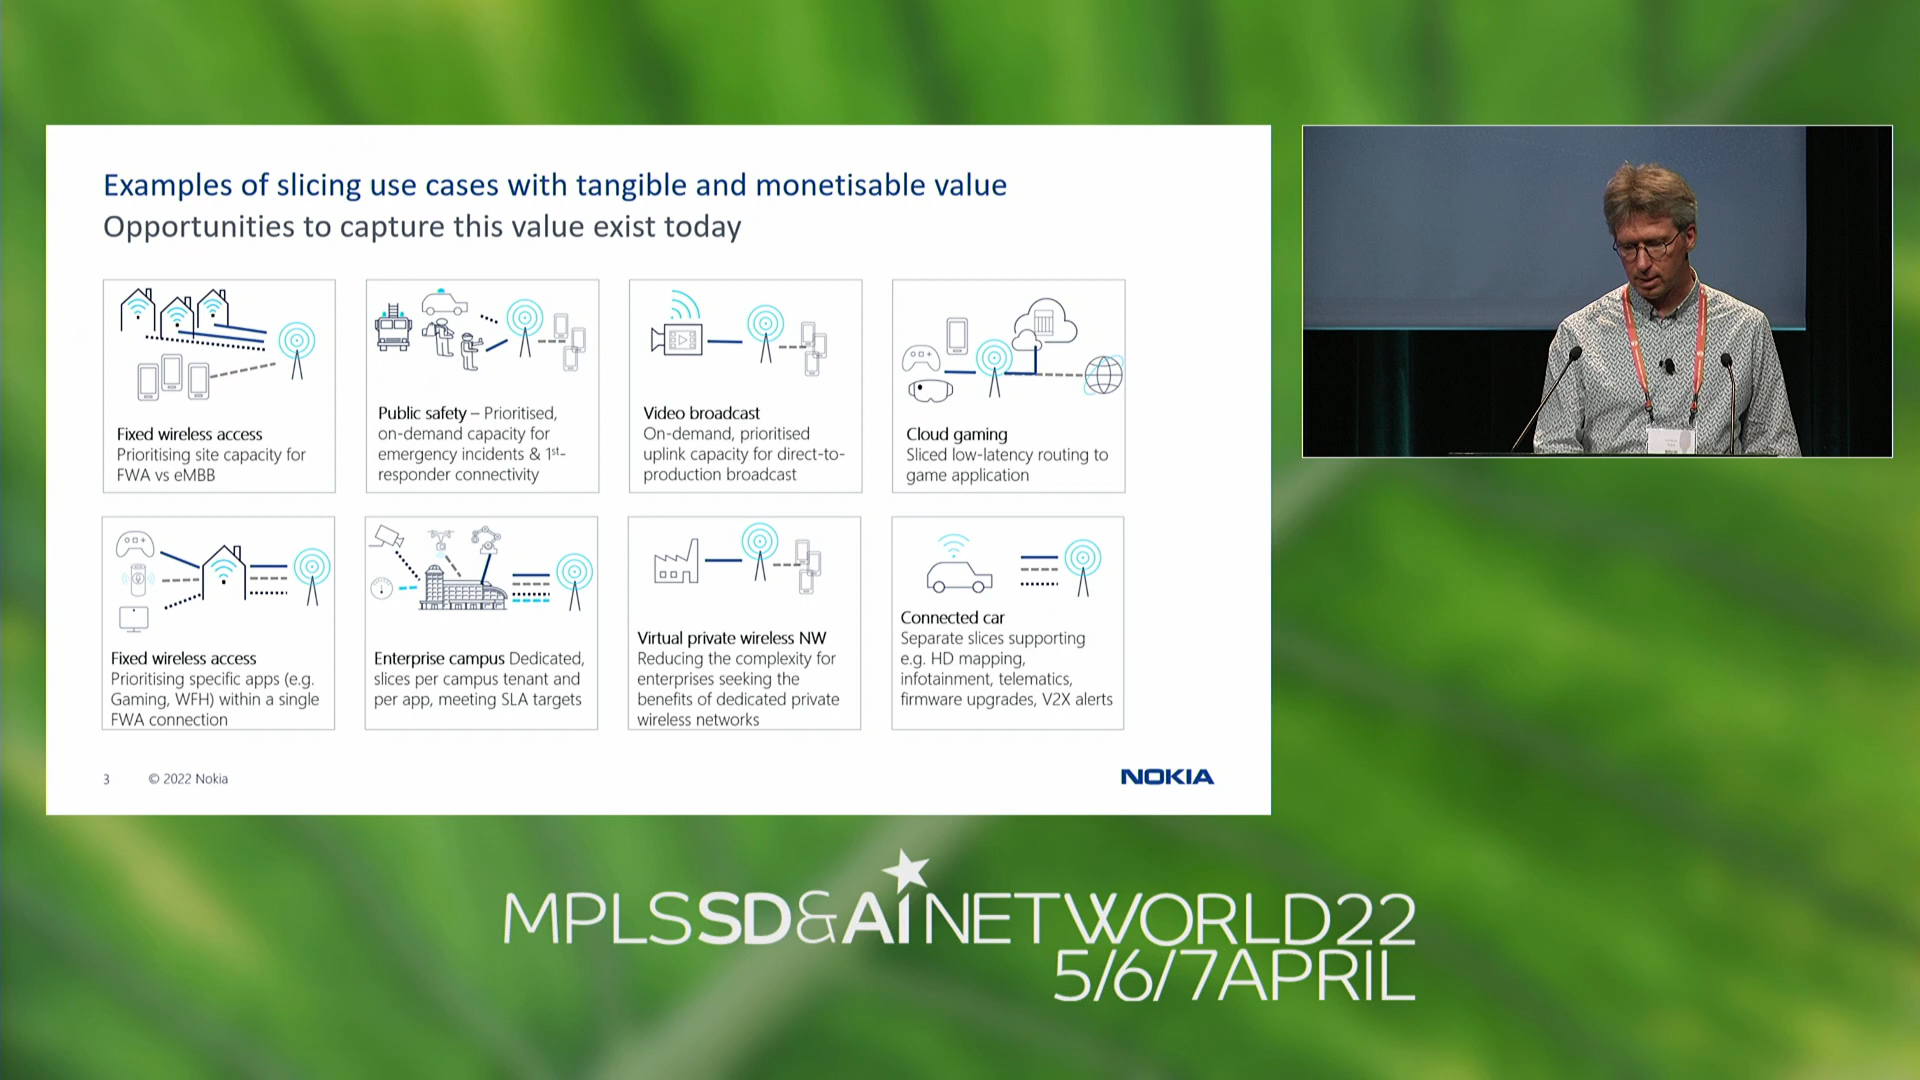 Examples of slicing use cases with tangible and monetisable value
Opportunities to capture this value exist today
Fixed wireless access
Prioritising site capacity for
FWA vs eMBB
Public safety – Prioritised,
on-demand capacity for
emergency incidents & 1st-
responder connectivity
Video broadcast
On-demand, prioritised
uplink capacity for direct-to-
production broadcast
Cloud gaming
Sliced low-latency routing to
game application
Fixed wireless access
Prioritising specific apps (e.g.
Gaming, WFH) within a single
FWA connection
Enterprise campus Dedicated,
slices per campus tenant and
per app, meeting SLA targets
Virtual private wireless NW
Reducing the complexity for
enterprises seeking the
benefits of dedicated private
wireless networks
Connected car
Separate slices supporting
e.g. HD mapping,
infotainment, telematics,
firmware upgrades, V2X alerts
3 © 2022 Nokia
NOKIA
MPLSSD&AINETWORLD22
5/6/7APRIL